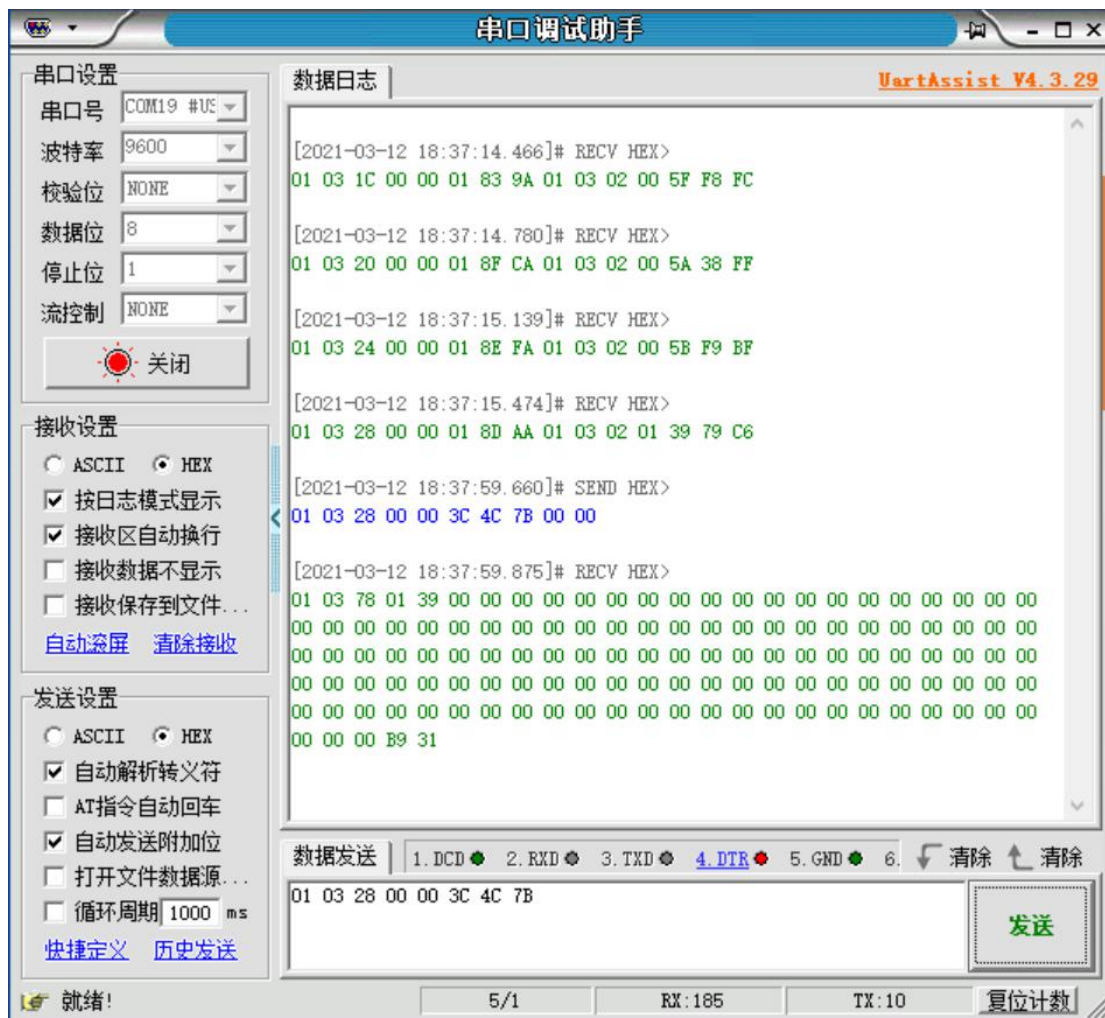 串口调试助手
串口设置
串口号 COM19 #US
波特率 9600
校验位 NONE
数据位 8
停止位 1
流控制 NONE
关闭
接收设置
ASCII HEX
按日志模式显示
接收区自动换行
接收数据不显示
接收保存到文件...
自动滚屏 清除接收
发送设置
ASCII HEX
自动解析转义符
AT指令自动回车
自动发送附加位
打开文件数据源...
循环周期 1000 ms
快捷定义 历史发送
数据日志 UartAssist V4.3.29
[2021-03-12 18:37:14.466]# RECV HEX>
01 03 1C 00 00 01 83 9A 01 03 02 00 5F F8 FC
[2021-03-12 18:37:14.780]# RECV HEX>
01 03 20 00 00 01 8F CA 01 03 02 00 5A 38 FF
[2021-03-12 18:37:15.139]# RECV HEX>
01 03 24 00 00 01 8E FA 01 03 02 00 5B F9 BF
[2021-03-12 18:37:15.474]# RECV HEX>
01 03 28 00 00 01 8D AA 01 03 02 01 39 79 C6
[2021-03-12 18:37:59.660]# SEND HEX>
01 03 28 00 00 3C 4C 7B 00 00
[2021-03-12 18:37:59.875]# RECV HEX>
01 03 78 01 39 00 00 00 00 00 00 00 00 00 00 00 00 00 00 00 00 00 00 00
00 00 00 00 00 00 00 00 00 00 00 00 00 00 00 00 00 00 00 00 00 00 00 00
00 00 00 00 00 00 00 00 00 00 00 00 00 00 00 00 00 00 00 00 00 00 00 00
00 00 00 00 00 00 00 00 00 00 00 00 00 00 00 00 00 00 00 00 00 00 00 00
00 00 00 00 00 00 00 00 00 00 00 00 00 00 00 00 00 00 00 00 00 00 00 00
00 00 00 B9 31
数据发送 1.DCD 2.RXD 3.TXD 4.DTR 5.GND 6. 清除 清除
01 03 28 00 00 3C 4C 7B
发送
就绪! 5/1 RX:185 TX:10 复位计数